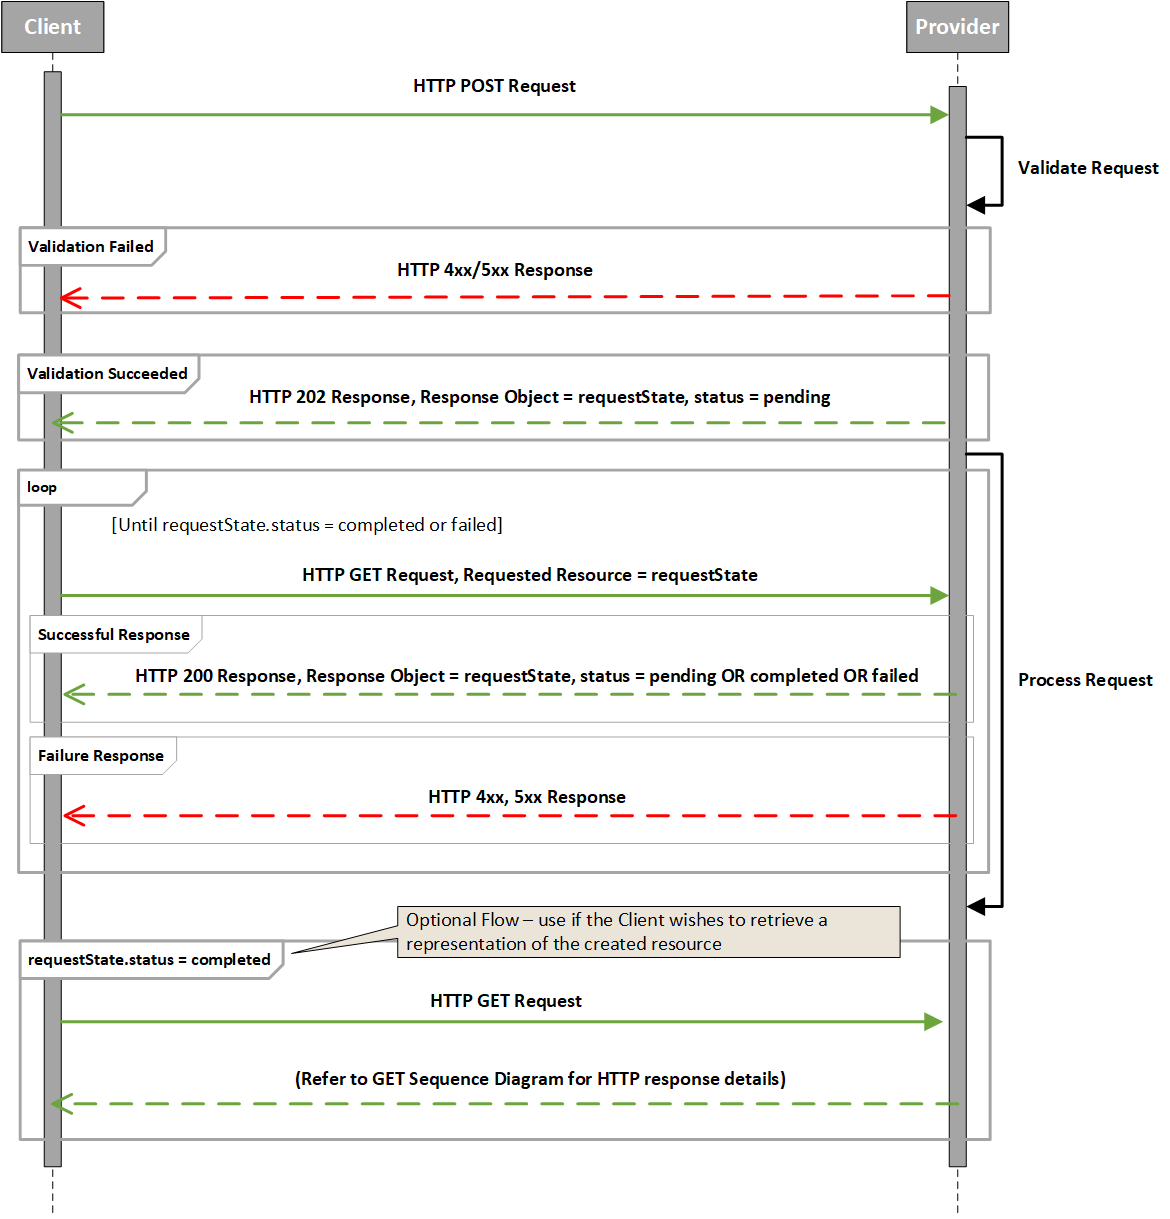 Client
Provider
HTTP POST Request
Validate Request
Validation Failed
HTTP 4xx/5xx Response
Validation Succeeded
HTTP 202 Response, Response Object = requestState, status = pending
loop
[Until requestState.status = completed or failed]
HTTP GET Request, Requested Resource = requestState
Successful Response
HTTP 200 Response, Response Object = requestState, status = pending OR completed OR failed
Process Request
Failure Response
HTTP 4xx, 5xx Response
Optional Flow – use if the Client wishes to retrieve a
representation of the created resource
requestState.status = completed
HTTP GET Request
(Refer to GET Sequence Diagram for HTTP response details)